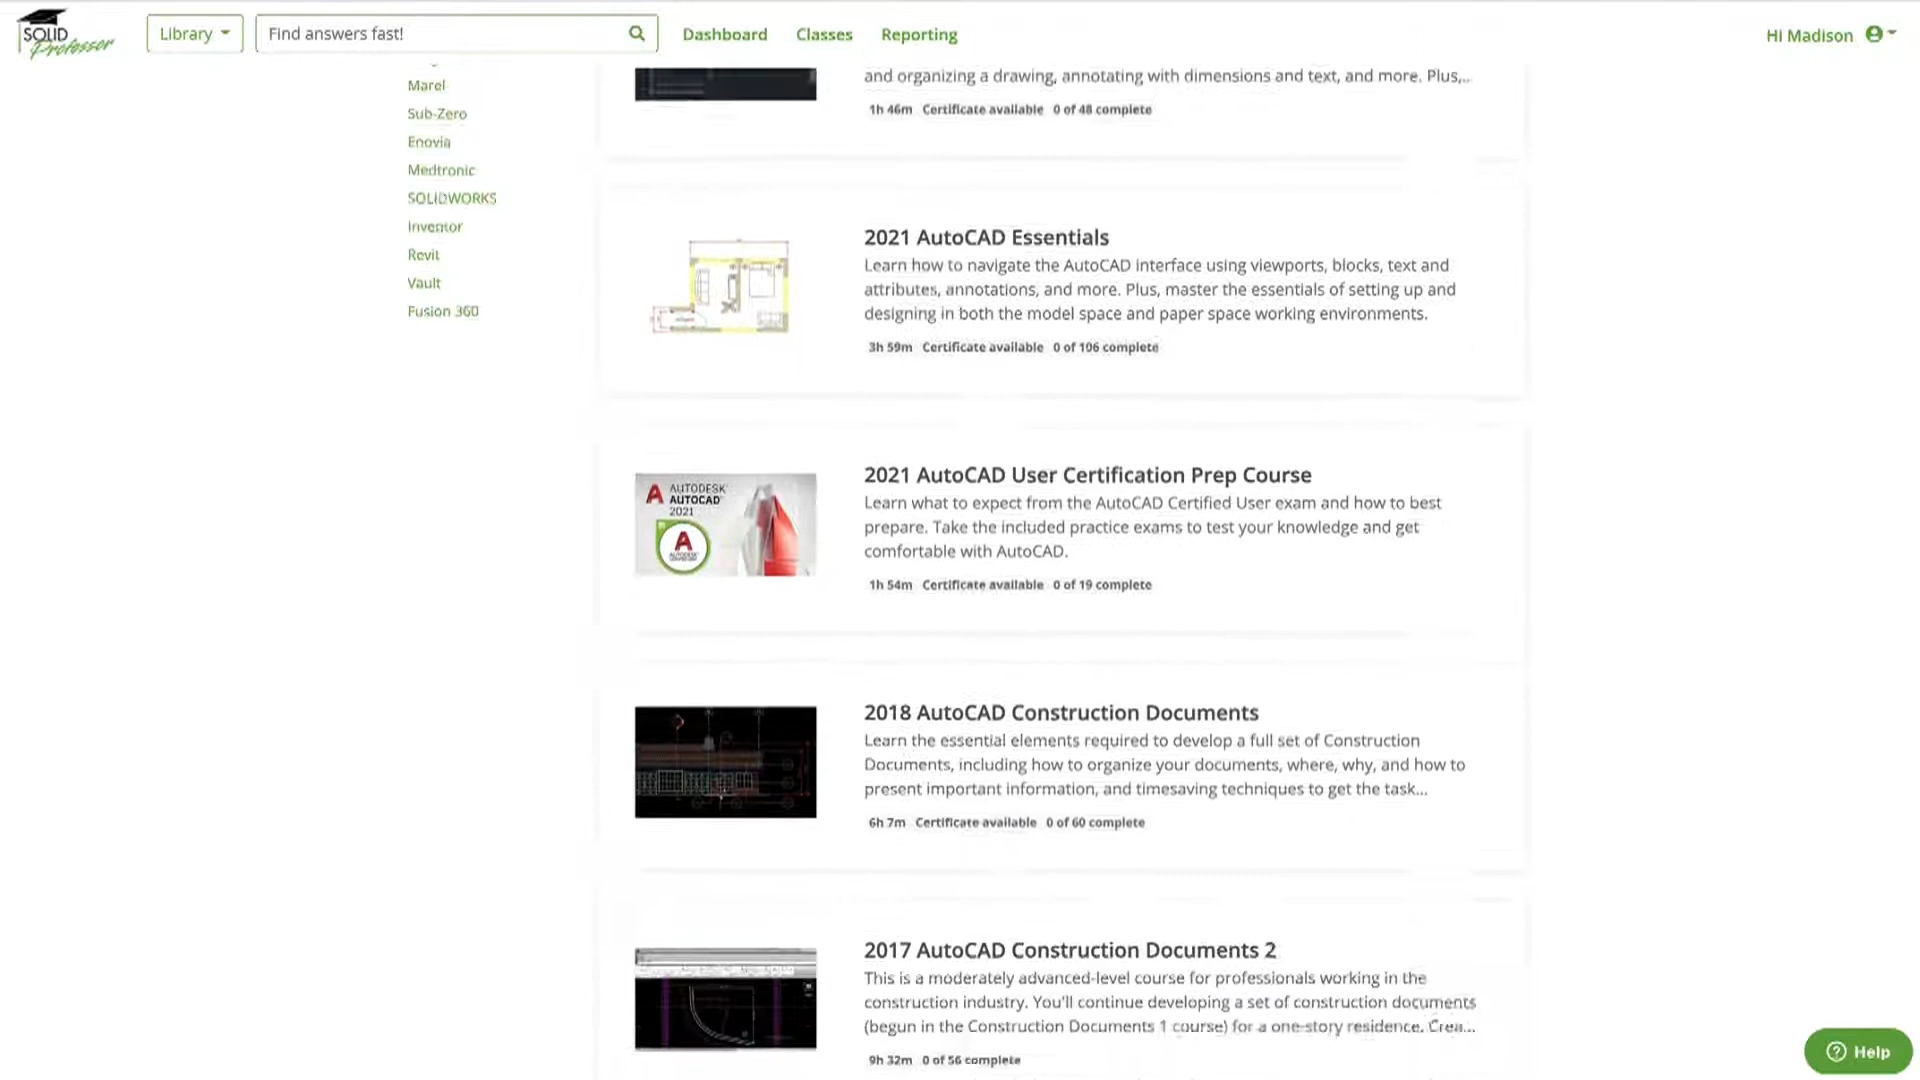 SOLID
Professor
Library
Find answers fast!
Dashboard
Classes
Reporting
Hi Madison
Marel
Sub-Zero
Enovia
Medtronic
SOLIDWORKS
Inventor
Revit
Vault
Fusion 360
and organizing a drawing, annotating with dimensions and text, and more. Plus,...
1h 46m Certificate available 0 of 48 complete
2021 AutoCAD Essentials
Learn how to navigate the AutoCAD interface using viewports, blocks, text and
attributes, annotations, and more. Plus, master the essentials of setting up and
designing in both the model space and paper space working environments.
3h 59m Certificate available 0 of 106 complete
AUTODESK
AUTOCAD
2021
A
2021 AutoCAD User Certification Prep Course
Learn what to expect from the AutoCAD Certified User exam and how to best
prepare. Take the included practice exams to test your knowledge and get
comfortable with AutoCAD.
1h 54m Certificate available 0 of 19 complete
2018 AutoCAD Construction Documents
Learn the essential elements required to develop a full set of Construction
Documents, including how to organize your documents, where, why, and how to
present important information, and timesaving techniques to get the task...
6h 7m Certificate available 0 of 60 complete
2017 AutoCAD Construction Documents 2
This is a moderately advanced-level course for professionals working in the
construction industry. You'll continue developing a set of construction documents
(begun in the Construction Documents 1 course) for a one-story residence. Crea...
9h 32m 0 of 56 complete
Help